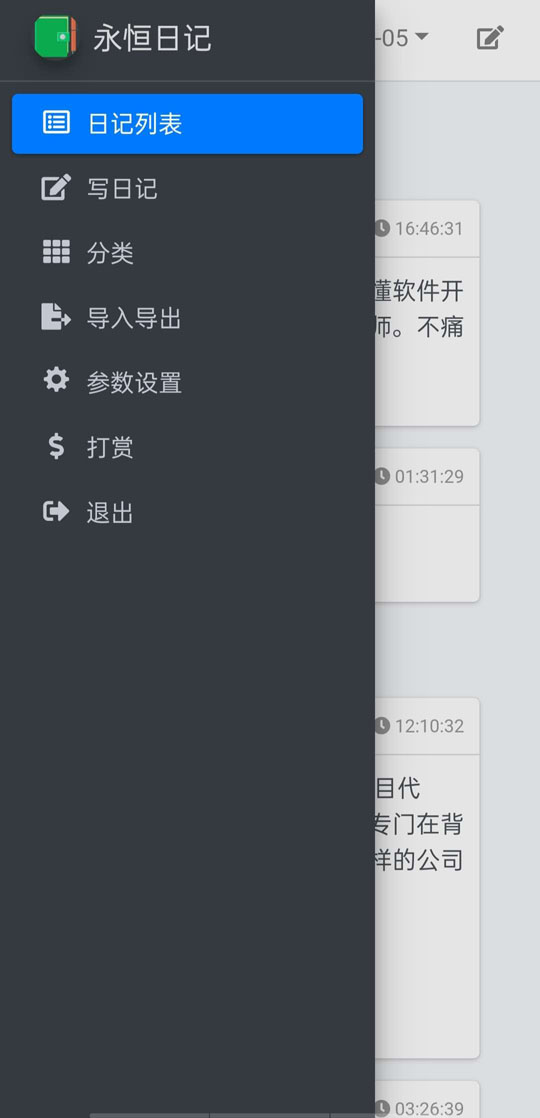 永恒日记
-05
日记列表
写日记
分类
导入导出
参数设置
打赏
退出
16:46:31
懂软件开
师。不痛
01:31:29
12:10:32
目代
专门在背
样的公司
03:26:39